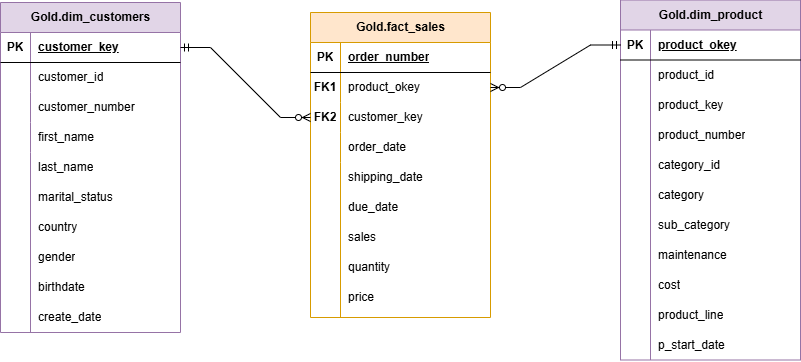 Gold.dim_customers
PK customer_key
customer_id
customer_number
first_name
last_name
marital_status
country
gender
birthdate
create_date
Gold.fact_sales
PK order_number
FK1 product_okey
FK2 customer_key
order_date
shipping_date
due_date
sales
quantity
price
Gold.dim_product
PK product_okey
product_id
product_key
product_number
category_id
category
sub_category
maintenance
cost
product_line
p_start_date